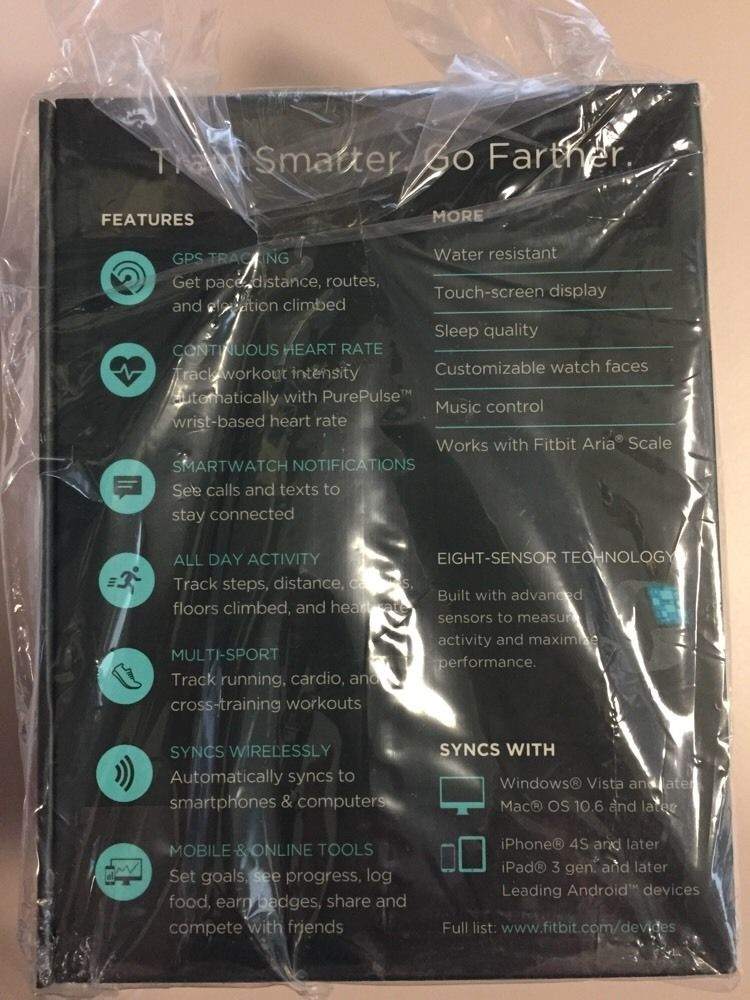 Train Smarter. Go Farther.
FEATURES
GPS TRACKING
Get pace, distance, routes,
and elevation climbed
CONTINUOUS HEART RATE
Track workout intensity
automatically with PurePulse™
wrist-based heart rate
SMARTWATCH NOTIFICATIONS
See calls and texts to
stay connected
ALL DAY ACTIVITY
Track steps, distance, calories,
floors climbed, and heart rate
MULTI-SPORT
Track running, cardio, and
cross-training workouts
SYNCS WIRELESSLY
Automatically syncs to
smartphones & computers
MOBILE & ONLINE TOOLS
Set goals, see progress, log
food, earn badges, share and
compete with friends
MORE
Water resistant
Touch-screen display
Sleep quality
Customizable watch faces
Music control
Works with Fitbit Aria® Scale
EIGHT-SENSOR TECHNOLOGY
Built with advanced
sensors to measure
activity and maximize
performance.
SYNCS WITH
Windows® Vista and later
Mac® OS 10.6 and later
iPhone® 4S and later
iPad® 3 gen. and later
Leading Android™ devices
Full list: www.fitbit.com/devices